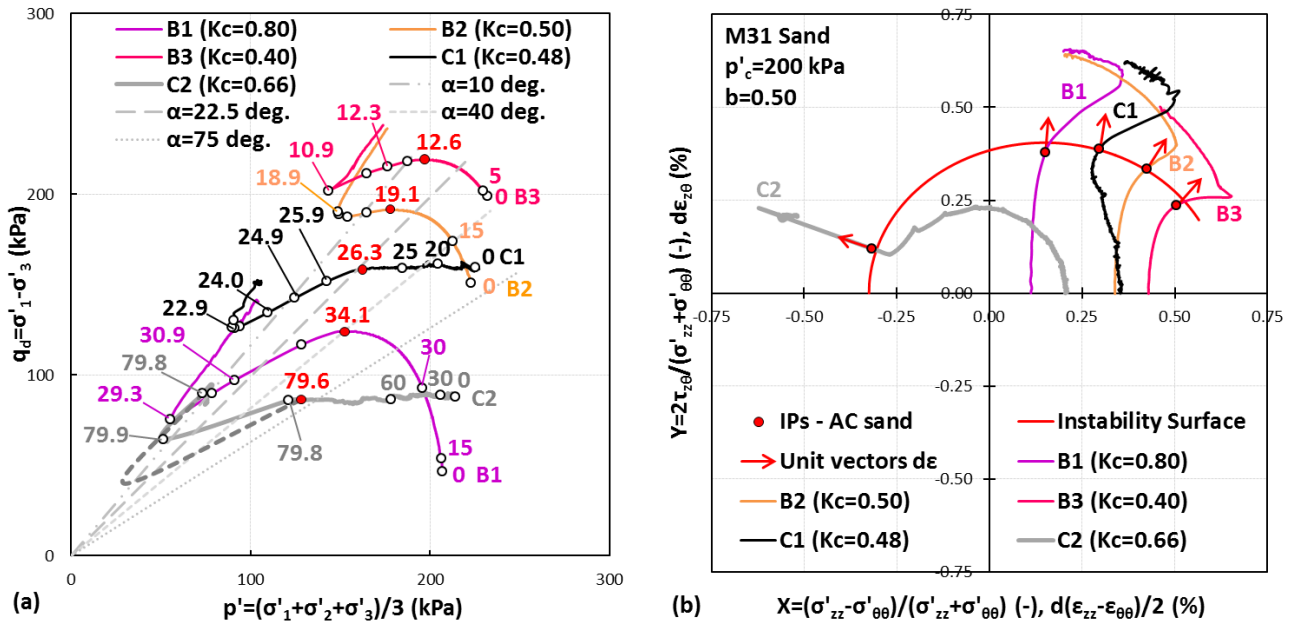 B1 (Kc=0.80)
B2 (Kc=0.50)
B3 (Kc=0.40)
C1 (Kc=0.48)
C2 (Kc=0.66)
α=10 deg.
α=22.5 deg.
α=40 deg.
α=75 deg.
300
200
100
0
0
100
200
300
qd=σ'1-σ'3 (kPa)
p'=(σ'1+σ'2+σ'3)/3 (kPa)
(a)
12.3
12.6
10.9
5
0 B3
18.9
19.1
15
0 B2
25.9
24.9
24.0
22.9
26.3
25
20
0 C1
30.9
29.3
34.1
30
15
0 B1
79.8
79.6
79.9
79.8
60
30
0
C2
M31 Sand
p'c=200 kPa
b=0.50
0.75
0.50
0.25
0.00
-0.25
-0.50
-0.75
-0.75
-0.50
-0.25
0.00
0.25
0.50
0.75
B1
C1
B2
B3
C2
IPs - AC sand
Instability Surface
Unit vectors dε
B1 (Kc=0.80)
B2 (Kc=0.50)
B3 (Kc=0.40)
C1 (Kc=0.48)
C2 (Kc=0.66)
Y=2τzθ/(σ'zz+σ'θθ) (-), dεzθ (%)
(b)
X=(σ'zz-σ'θθ)/(σ'zz+σ'θθ) (-), d(εzz-εθθ)/2 (%)